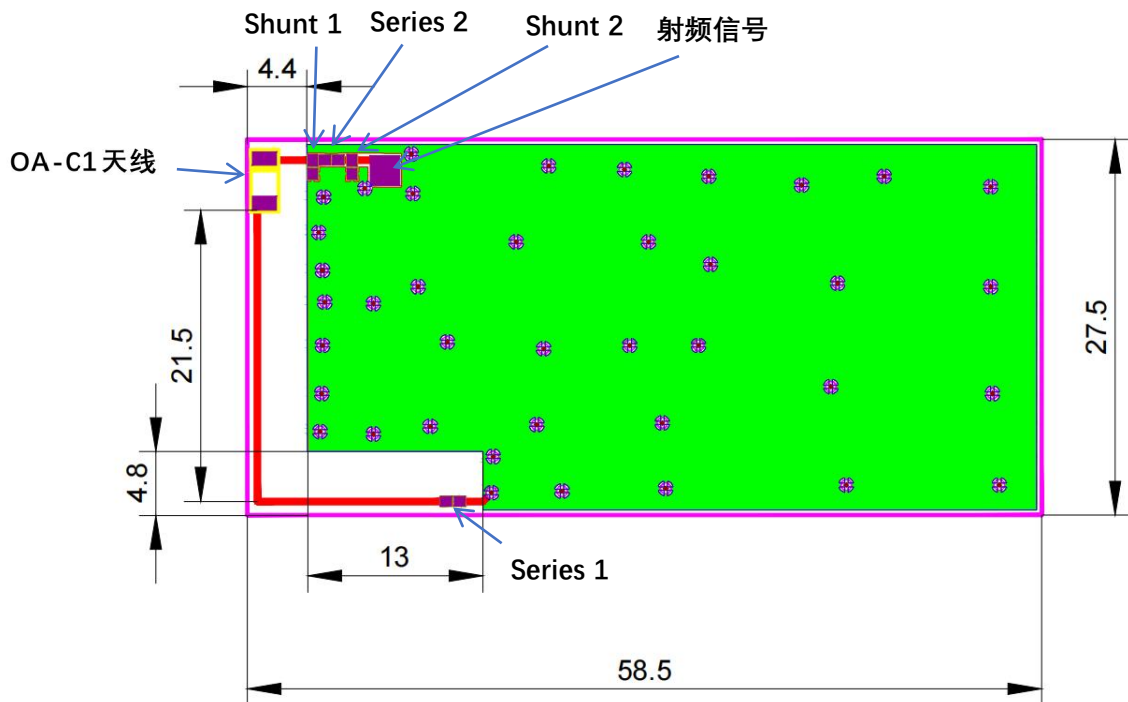 Shunt 1
Series 2
Shunt 2
射频信号
4.4
OA-C1天线
21.5
27.5
4.8
13
Series 1
58.5